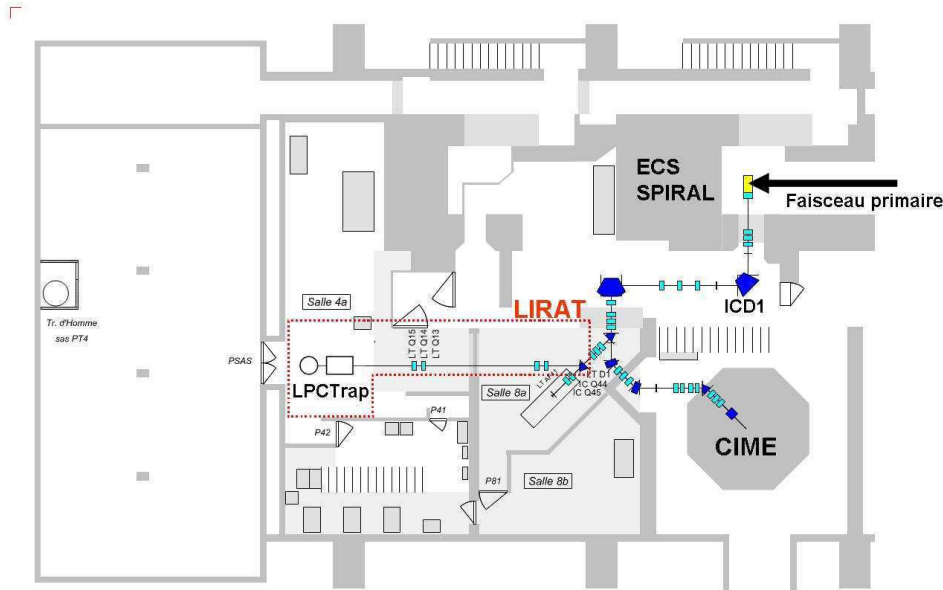 ECS
SPIRAL
Faisceau primaire
ICD1
Salle 4a
LIRAT
Tr. d'Homme
sas PT4
LT Q15
LT Q14
LT Q13
PSAS
LPCTrap
LT D1
IC Q44
IC Q45
Salle 8a
P41
P42
CIME
P81
Salle 8b